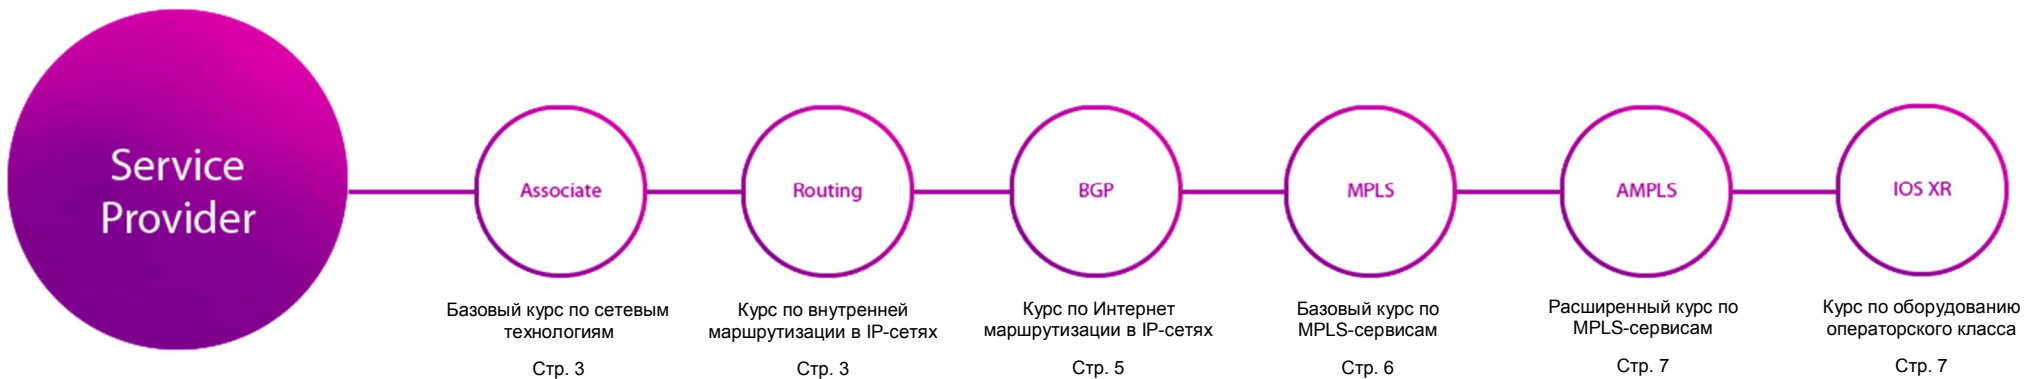 Service
Provider
Associate
Routing
BGP
MPLS
AMPLS
IOS XR
Базовый курс по сетевым
технологиям
Стр. 3
Курс по внутренней
маршрутизации в IP-сетях
Стр. 3
Курс по Интернет
маршрутизации в IP-сетях
Стр. 5
Базовый курс по
MPLS-сервисам
Стр. 6
Расширенный курс по
MPLS-сервисам
Стр. 7
Курс по оборудованию
операторского класса
Стр. 7